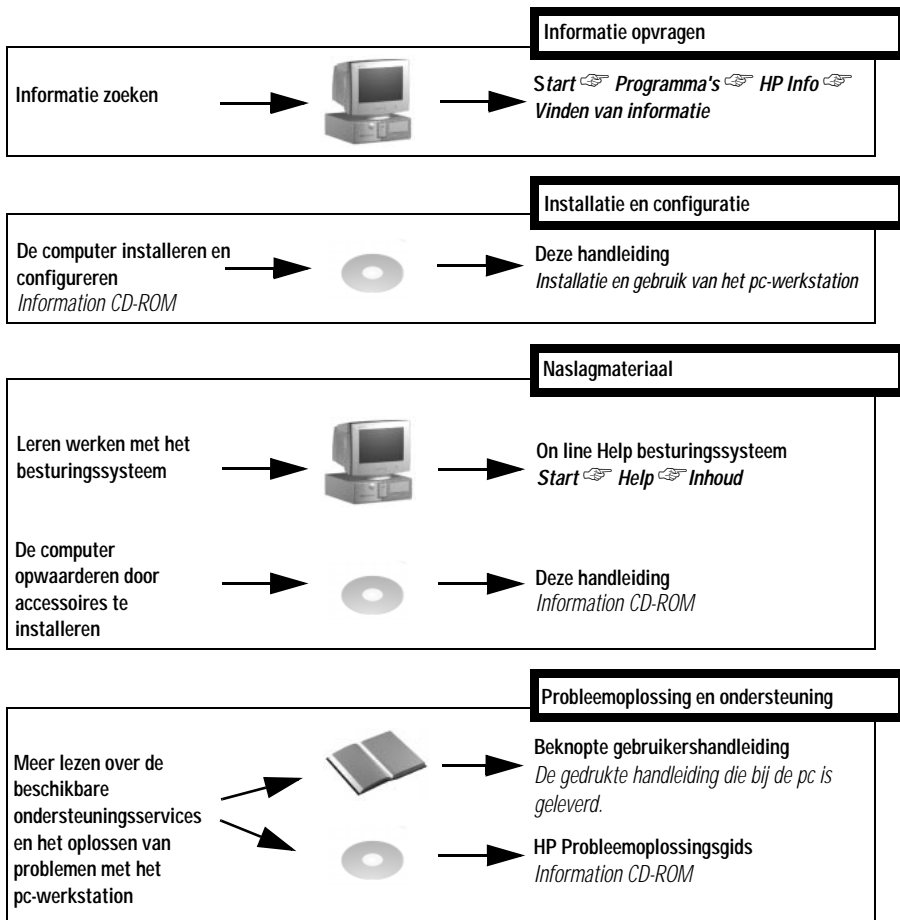 Informatie opvragen
Informatie zoeken
Start ☞ Programma's ☞ HP Info ☞
Vinden van informatie
Installatie en configuratie
De computer installeren en
configureren
Information CD-ROM
Deze handleiding
Installatie en gebruik van het pc-werkstation
Naslagmateriaal
Leren werken met het
besturingssysteem
On line Help besturingssysteem
Start ☞ Help ☞ Inhoud
De computer
opwaarderen door
accessoires te
installeren
Deze handleiding
Information CD-ROM
Probleemoplossing en ondersteuning
Meer lezen over de
beschikbare
ondersteuningsservices
en het oplossen van
problemen met het
pc-werkstation
Beknopte gebruikershandleiding
De gedrukte handleiding die bij de pc is
geleverd.
HP Probleemoplossingsgids
Information CD-ROM